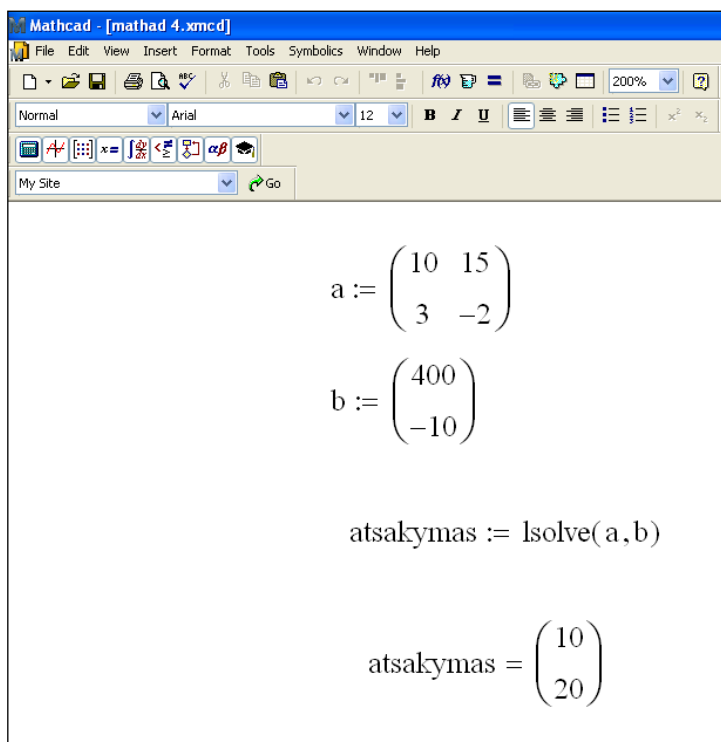 Mathcad - [mathad 4.xmcd]
File Edit View Insert Format Tools Symbolics Window Help
200%
Normal Arial 12 B I U
x=
αβ
My Site Go
a := ( 10 15
3 −2 )
b := ( 400
−10 )
atsakymas := lsolve(a,b)
atsakymas = ( 10
20 )